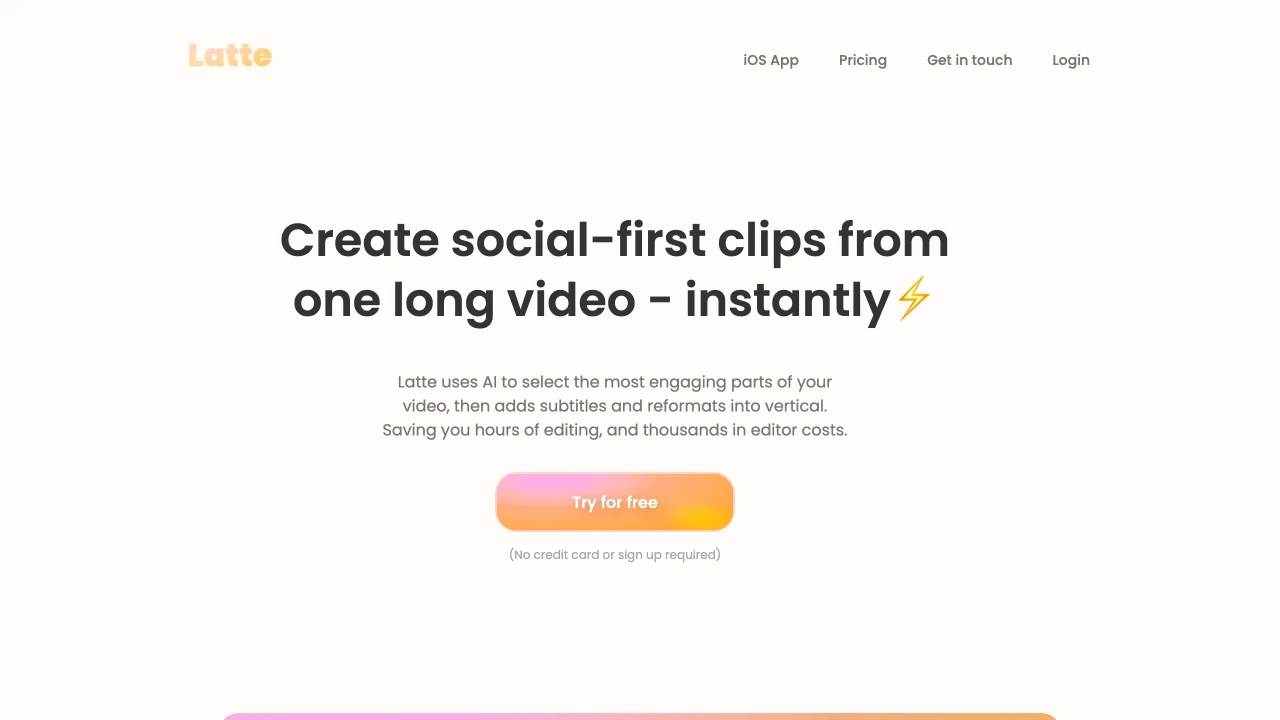 Latte
iOS App
Pricing
Get in touch
Login
Create social-first clips from
one long video - instantly⚡
Latte uses AI to select the most engaging parts of your
video, then adds subtitles and reformats into vertical.
Saving you hours of editing, and thousands in editor costs.
Try for free
(No credit card or sign up required)